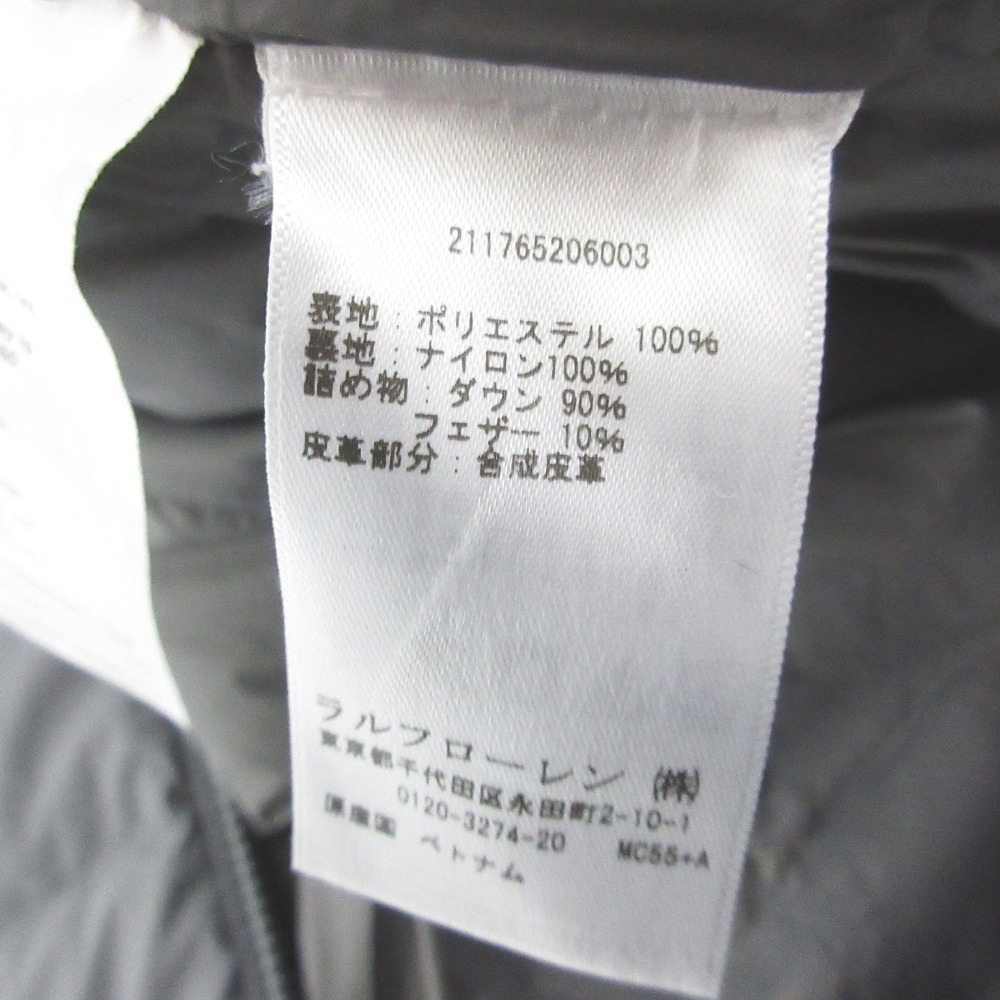 211765206003
表地：ポリエステル 100%
裏地：ナイロン100%
詰め物：ダウン 90%
フェザー 10%
皮革部分：合成皮革
ラルフローレン ㈱
東京都千代田区永田町2-10-1
0120-3274-20 MC55+A
原産国 ベトナム